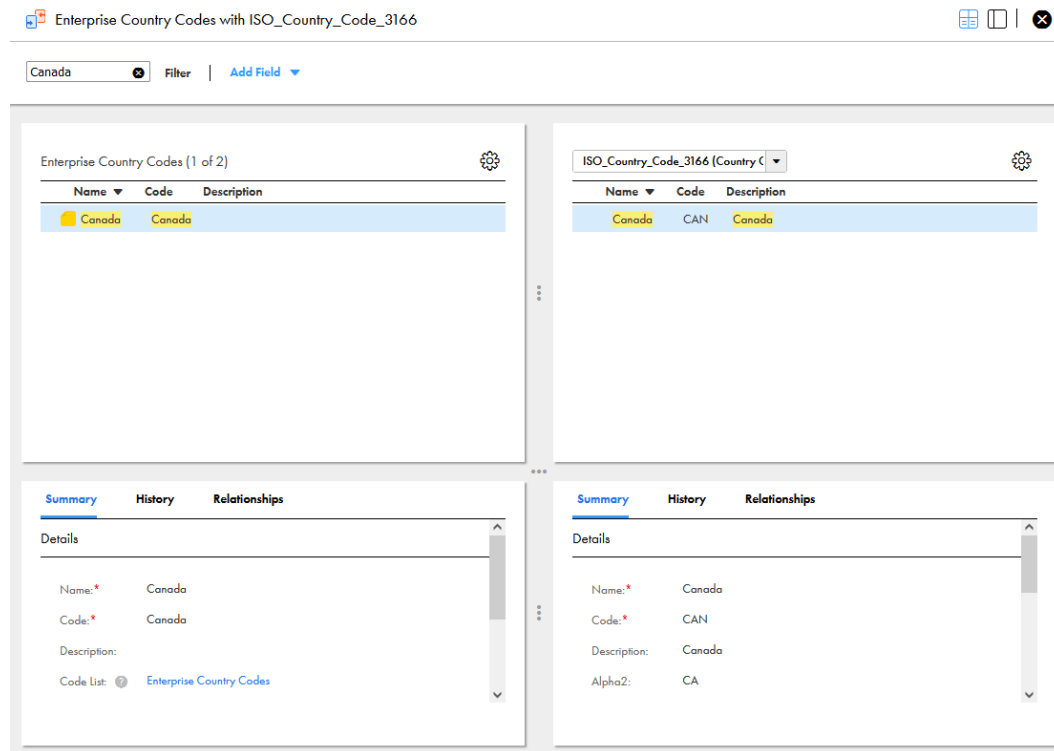 Enterprise Country Codes with ISO_Country_Code_3166
Canada Filter Add Field
Enterprise Country Codes (1 of 2)
Name Code Description
Canada Canada
ISO_Country_Code_3166 (Country C
Name Code Description
Canada CAN Canada
Summary History Relationships
Details
Name:* Canada
Code:* Canada
Description:
Code List: ? Enterprise Country Codes
Summary History Relationships
Details
Name:* Canada
Code:* CAN
Description: Canada
Alpha2: CA